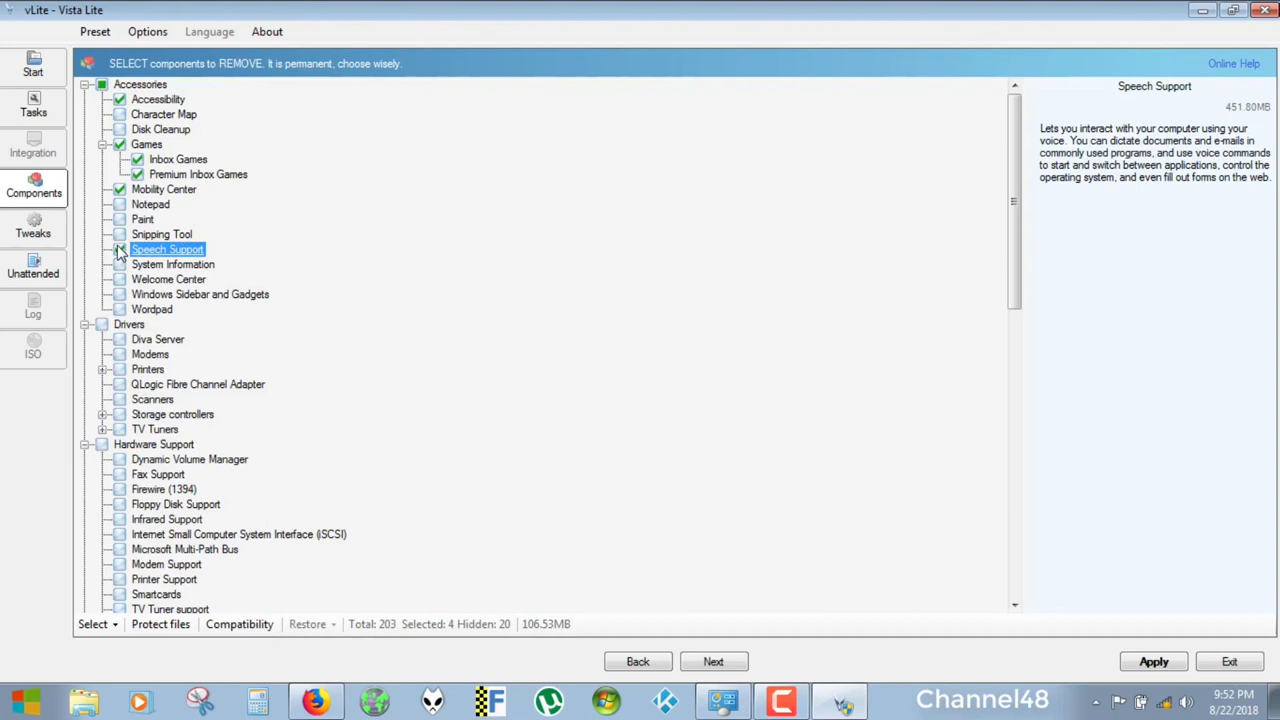 vLite - Vista Lite
Preset Options Language About
Start
Tasks
Integration
Components
Tweaks
Unattended
Log
ISO
SELECT components to REMOVE. It is permanent, choose wisely.
Online Help
Accessories
Accessibility
Character Map
Disk Cleanup
Games
Inbox Games
Premium Inbox Games
Mobility Center
Notepad
Paint
Snipping Tool
Speech Support
System Information
Welcome Center
Windows Sidebar and Gadgets
Wordpad
Drivers
Diva Server
Modems
Printers
QLogic Fibre Channel Adapter
Scanners
Storage controllers
TV Tuners
Hardware Support
Dynamic Volume Manager
Fax Support
Firewire (1394)
Floppy Disk Support
Infrared Support
Internet Small Computer System Interface (iSCSI)
Microsoft Multi-Path Bus
Modem Support
Printer Support
Smartcards
TV Tuner support
Speech Support
451.80MB
Lets you interact with your computer using your
voice. You can dictate documents and e-mails in
commonly used programs, and use voice commands
to start and switch between applications, control the
operating system, and even fill out forms on the web.
Select Protect files Compatibility Restore Total: 203 Selected: 4 Hidden: 20 106.53MB
Back Next Apply Exit
Channel48
9:52 PM
8/22/2018